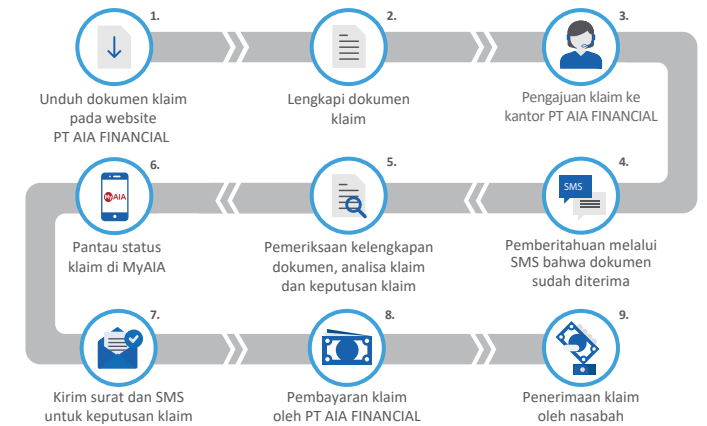 1.
Unduh dokumen klaim
pada website
PT AIA FINANCIAL
2.
Lengkapi dokumen
klaim
3.
Pengajuan klaim ke
kantor PT AIA FINANCIAL
4.
SMS
Pemberitahuan melalui
SMS bahwa dokumen
sudah diterima
5.
Pemeriksaan kelengkapan
dokumen, analisa klaim
dan keputusan klaim
6.
MyAIA
Pantau status
klaim di MyAIA
7.
Kirim surat dan SMS
untuk keputusan klaim
8.
Pembayaran klaim
oleh PT AIA FINANCIAL
9.
Penerimaan klaim
oleh nasabah